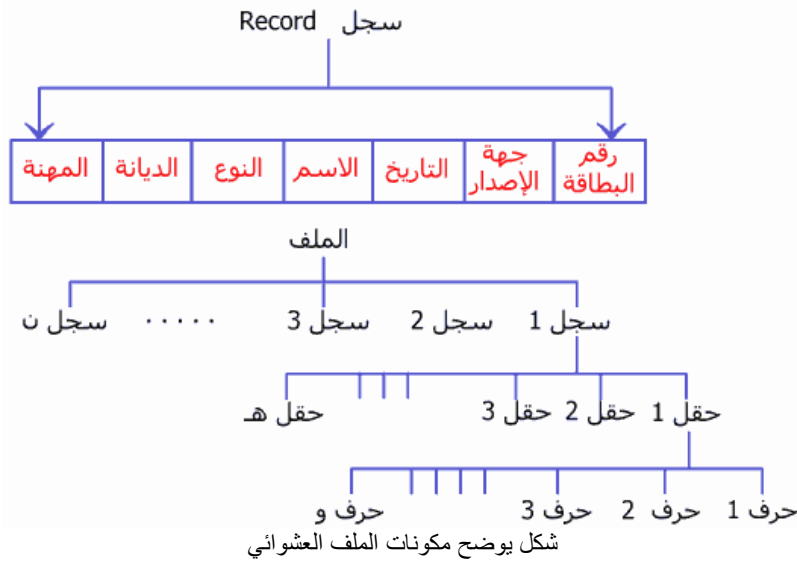 سجل Record
رقم البطاقة جهة الإصدار التاريخ الاسم النوع الديانة المهنة
الملف
سجل 1 سجل 2 سجل 3 ..... سجل ن
حقل 1 حقل 2 حقل 3 حقل هـ
حرف 1 حرف 2 حرف 3 حرف و
شكل يوضح مكونات الملف العشوائي